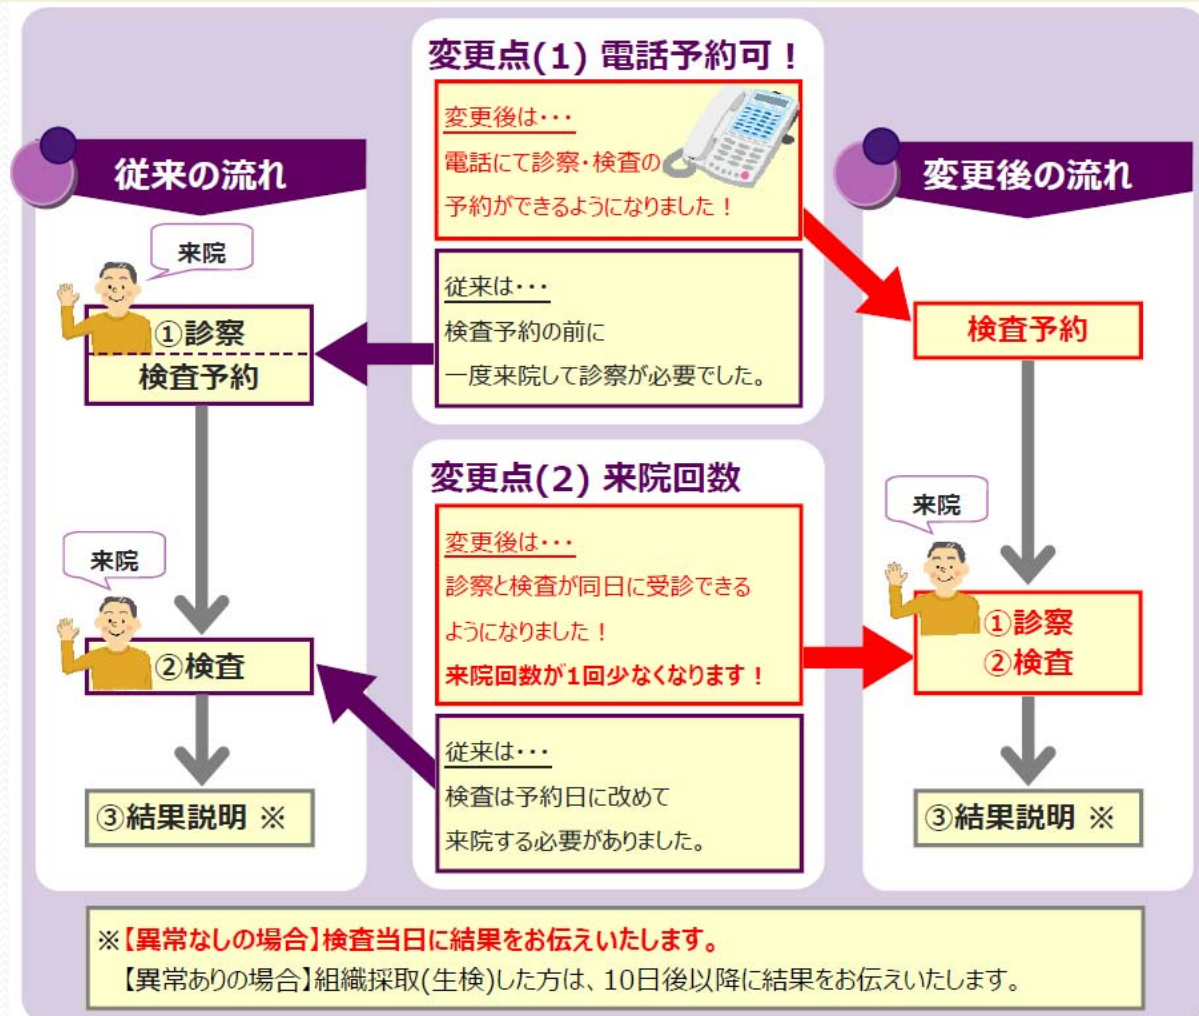 変更点(1) 電話予約可！
変更後は・・・
電話にて診察・検査の
予約ができるようになりました！
従来は・・・
検査予約の前に
一度来院して診察が必要でした。
従来の流れ
来院
①診察
検査予約
来院
②検査
③結果説明 ※
変更点(2) 来院回数
変更後は・・・
診察と検査が同日に受診できる
ようになりました！
来院回数が1回少なくなります！
従来は・・・
検査は予約日に改めて
来院する必要がありました。
変更後の流れ
検査予約
来院
①診察
②検査
③結果説明 ※
※【異常なしの場合】検査当日に結果をお伝えいたします。
【異常ありの場合】組織採取(生検)した方は、10日後以降に結果をお伝えいたします。